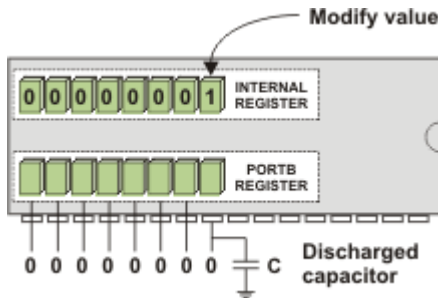 Modify value
0 0 0 0 0 0 0 1
INTERNAL
REGISTER
PORTB
REGISTER
0 0 0 0 0 0 0 0
C
Discharged
capacitor